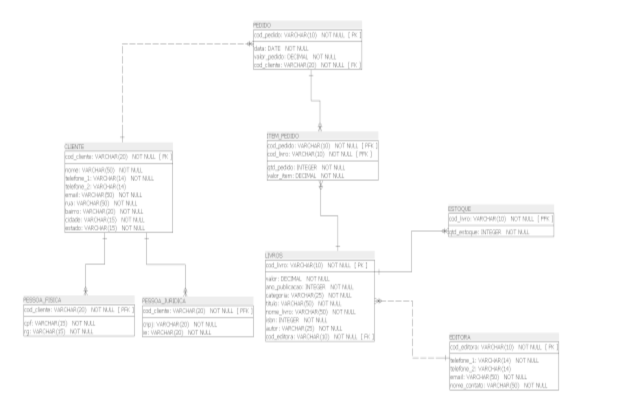 PEDIDO
cod_pedido: VARCHAR(10) NOT NULL [ PK ]
data: DATE NOT NULL
valor_pedido: DECIMAL NOT NULL
cod_cliente: VARCHAR(20) NOT NULL [ FK ]
ITEM_PEDIDO
cod_pedido: VARCHAR(10) NOT NULL [ PFK ]
cod_livro: VARCHAR(10) NOT NULL [ PFK ]
qtd_pedido: INTEGER NOT NULL
valor_item: DECIMAL NOT NULL
CLIENTE
cod_cliente: VARCHAR(20) NOT NULL [ PK ]
nome: VARCHAR(50) NOT NULL
telefone_1: VARCHAR(14) NOT NULL
telefone_2: VARCHAR(14)
email: VARCHAR(50) NOT NULL
rua: VARCHAR(50) NOT NULL
bairro: VARCHAR(20) NOT NULL
cidade: VARCHAR(15) NOT NULL
estado: VARCHAR(15) NOT NULL
ESTOQUE
cod_livro: VARCHAR(10) NOT NULL [ PFK ]
qtd_estoque: INTEGER NOT NULL
LIVROS
cod_livro: VARCHAR(10) NOT NULL [ PK ]
valor: DECIMAL NOT NULL
ano_publicacao: INTEGER NOT NULL
categoria: VARCHAR(25) NOT NULL
titulo: VARCHAR(50) NOT NULL
nome_livro: VARCHAR(50) NOT NULL
isbn: INTEGER NOT NULL
autor: VARCHAR(25) NOT NULL
cod_editora: VARCHAR(10) NOT NULL [ FK ]
PESSOA_FISICA
cod_cliente: VARCHAR(20) NOT NULL [ PFK ]
cpf: VARCHAR(15) NOT NULL
rg: VARCHAR(15) NOT NULL
PESSOA_JURIDICA
cod_cliente: VARCHAR(20) NOT NULL [ PFK ]
cnpj: VARCHAR(20) NOT NULL
ie: VARCHAR(20) NOT NULL
EDITORA
cod_editora: VARCHAR(10) NOT NULL [ PK ]
telefone_1: VARCHAR(14) NOT NULL
telefone_2: VARCHAR(14)
email: VARCHAR(50) NOT NULL
nome_contato: VARCHAR(50) NOT NULL